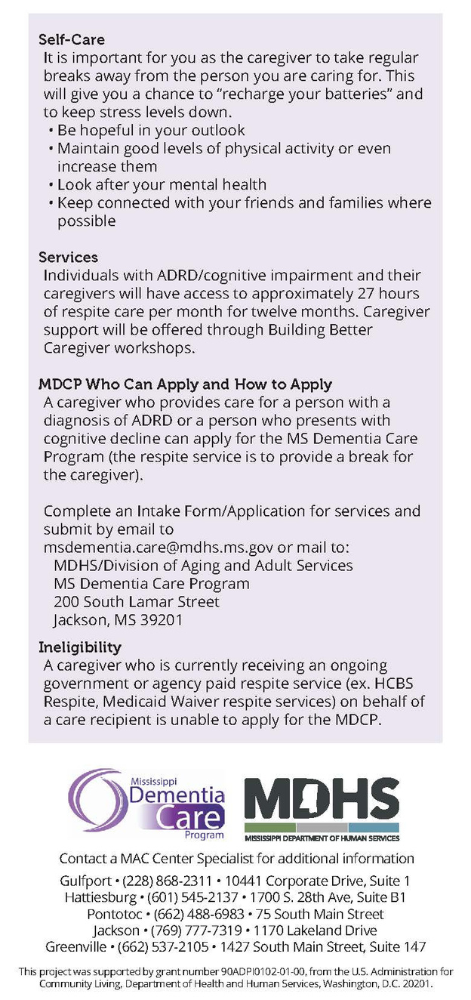 Self-Care
It is important for you as the caregiver to take regular
breaks away from the person you are caring for. This
will give you a chance to “recharge your batteries” and
to keep stress levels down.
• Be hopeful in your outlook
• Maintain good levels of physical activity or even
increase them
• Look after your mental health
• Keep connected with your friends and families where
possible
Services
Individuals with ADRD/cognitive impairment and their
caregivers will have access to approximately 27 hours
of respite care per month for twelve months. Caregiver
support will be offered through Building Better
Caregiver workshops.
MDCP Who Can Apply and How to Apply
A caregiver who provides care for a person with a
diagnosis of ADRD or a person who presents with
cognitive decline can apply for the MS Dementia Care
Program (the respite service is to provide a break for
the caregiver).
Complete an Intake Form/Application for services and
submit by email to
msdementia.care@mdhs.ms.gov or mail to:
MDHS/Division of Aging and Adult Services
MS Dementia Care Program
200 South Lamar Street
Jackson, MS 39201
Ineligibility
A caregiver who is currently receiving an ongoing
government or agency paid respite service (ex. HCBS
Respite, Medicaid Waiver respite services) on behalf of
a care recipient is unable to apply for the MDCP.
Mississippi
Dementia
Care
Program
MDHS
MISSISSIPPI DEPARTMENT OF HUMAN SERVICES
Contact a MAC Center Specialist for additional information
Gulfport • (228) 868-2311 • 10441 Corporate Drive, Suite 1
Hattiesburg • (601) 545-2137 • 1700 S. 28th Ave, Suite B1
Pontotoc • (662) 488-6983 • 75 South Main Street
Jackson • (769) 777-7319 • 1170 Lakeland Drive
Greenville • (662) 537-2105 • 1427 South Main Street, Suite 147
This project was supported by grant number 90ADPI0102-01-00, from the U.S. Administration for
Community Living, Department of Health and Human Services, Washington, D.C. 20201.